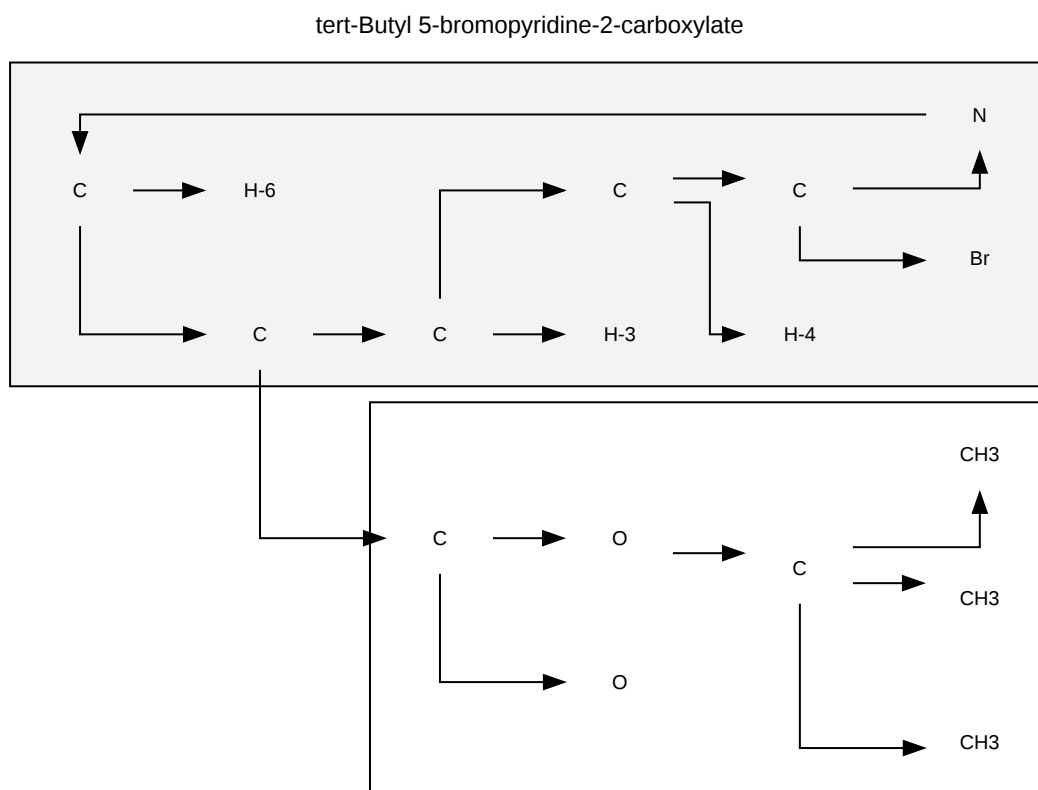 tert-Butyl 5-bromopyridine-2-carboxylate
N
C H-6 C C
Br
C C H-3 H-4
CH3
C O C
CH3
O
CH3